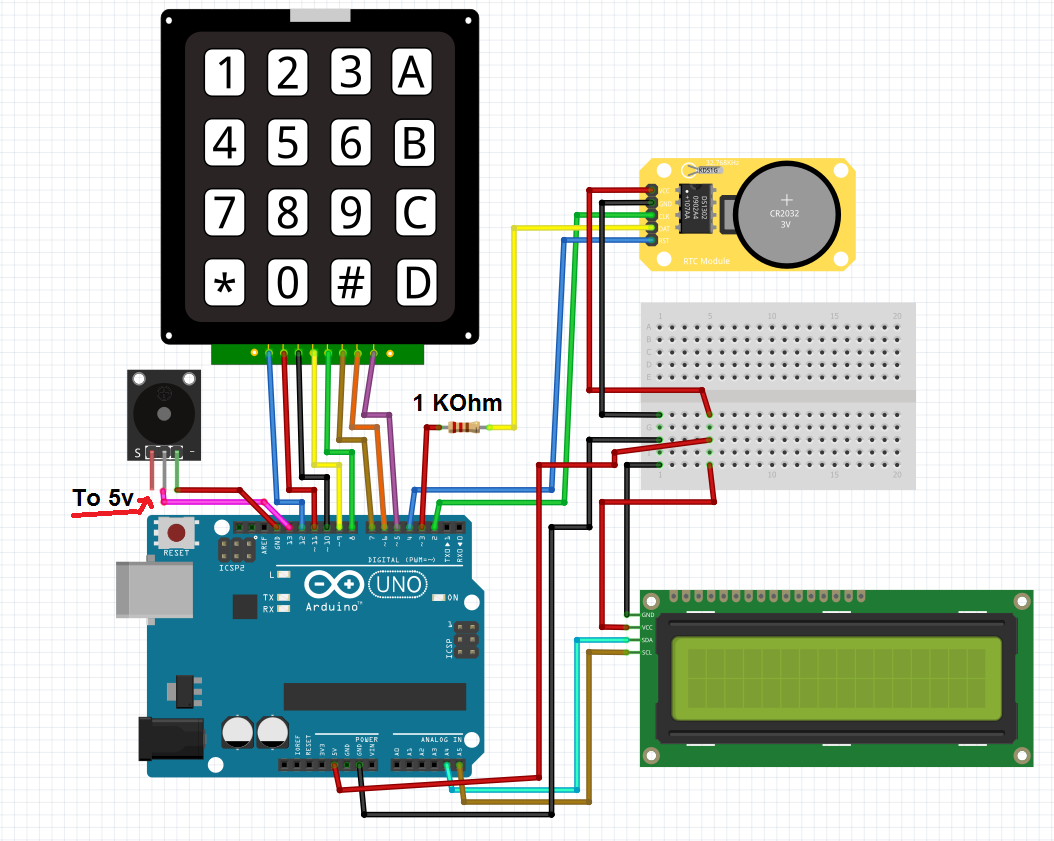 1 2 3 A
4 5 6 B
7 8 9 C
* 0 # D
32.768KHz
VCC
GND
CLK
DAT
RST
DS1302
CR2032
3V
RTC Module
1 5 10 15 20
A
B
C
D
E
G
1 10 15 20
1 KOhm
S -
To 5v
RESET
ICSP2
AREF
GND
13
12
~11
~10
~9
8
7
~6
~5
4
~3
2
TX0 1
RX0 0
DIGITAL (PWM=~)
L
TX
RX
UNO
Arduino™
ON
1
ICSP
POWER
ANALOG IN
IOREF
RESET
3V3
5V
GND
GND
VIN
A0
A1
A2
A3
A4
A5
GND
VCC
SDA
SCL